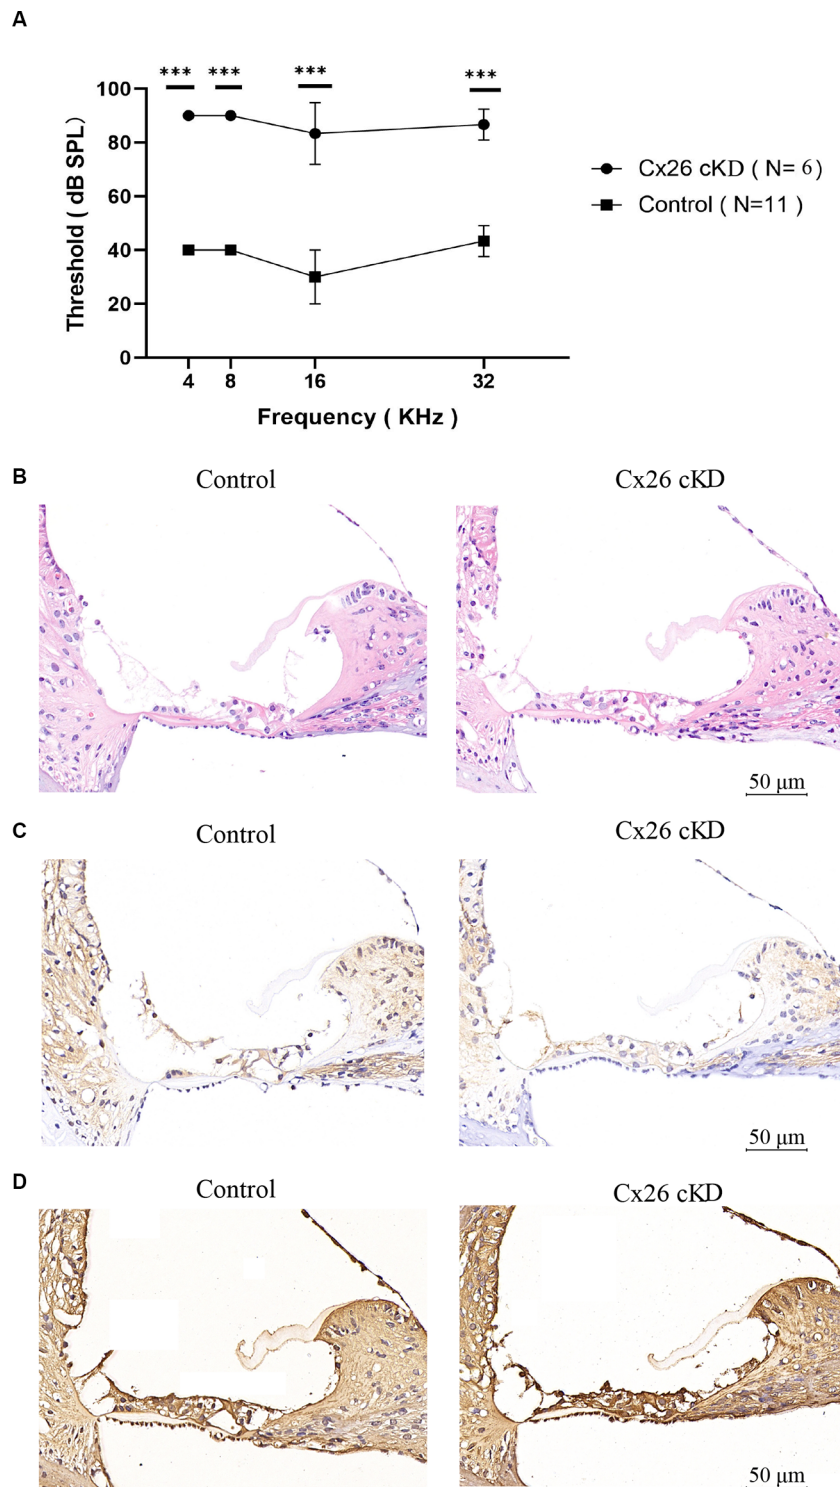 A
*** *** *** ***
100
80
60
40
20
0
Threshold ( dB SPL)
4 8 16 32
Frequency ( KHz )
Cx26 cKD ( N= 6 )
Control ( N=11 )
B
Control Cx26 cKD
50 μm
C
Control Cx26 cKD
50 μm
D
Control Cx26 cKD
50 μm